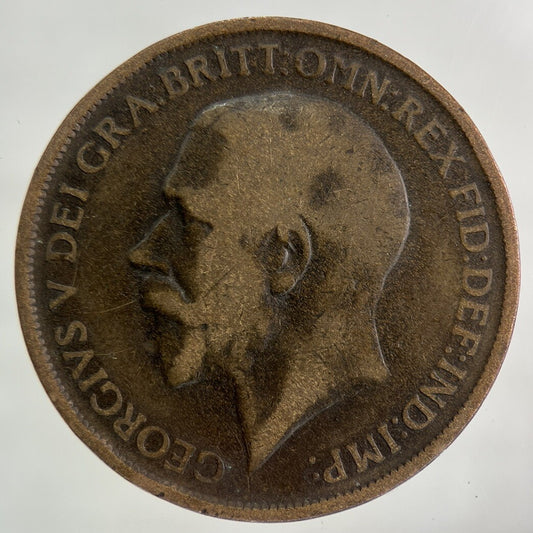 GEORGIVS V DEI GRA:BRITT:OMN:REX FID:DEF:IND:IMP: